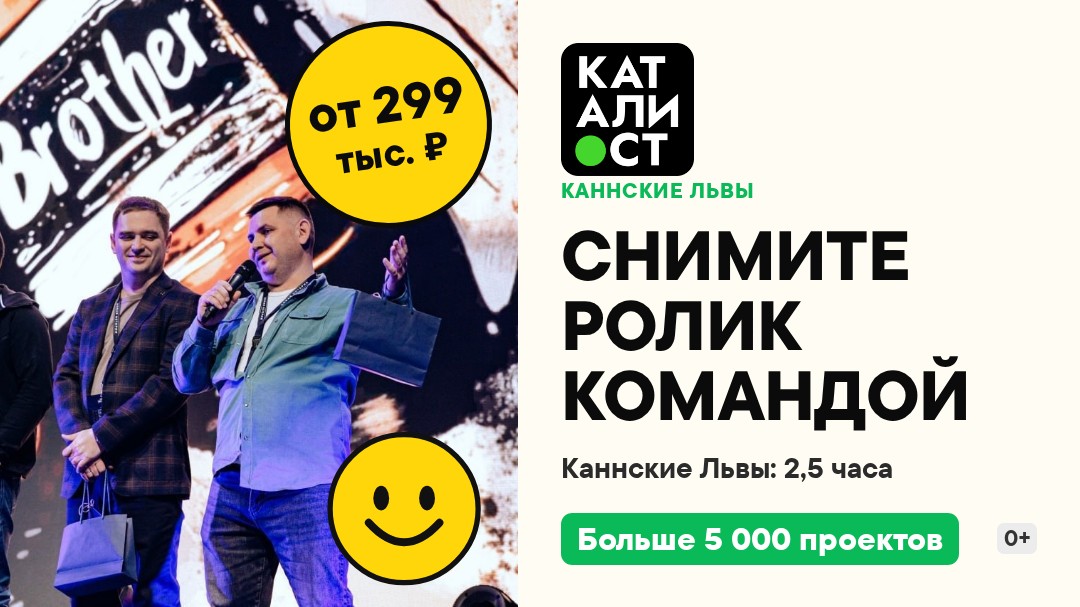 Brother
от 299
тыс. ₽
КАТ
АЛИ
СТ
КАННСКИЕ ЛЬВЫ
СНИМИТЕ
РОЛИК
КОМАНДОЙ
Каннские Львы: 2,5 часа
Больше 5 000 проектов
0+